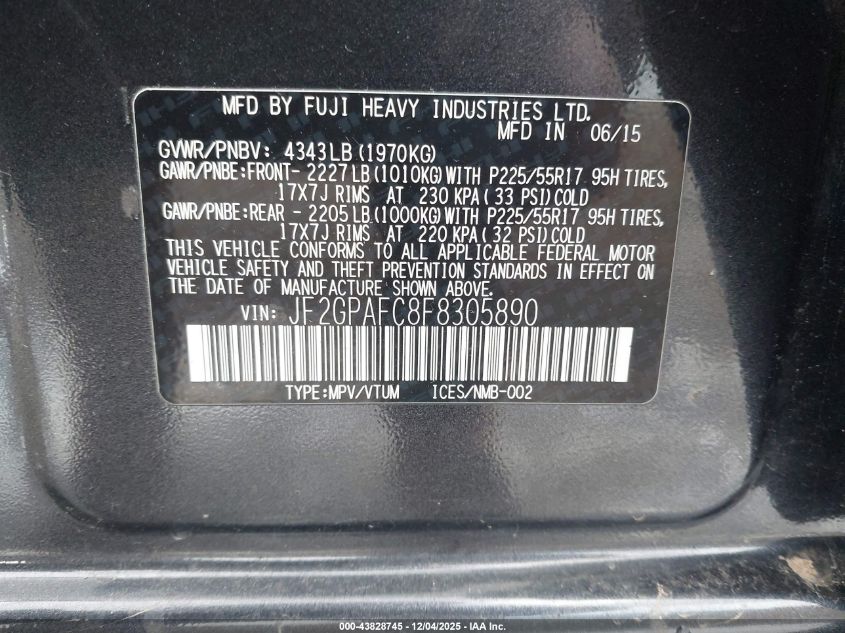 MFD BY FUJI HEAVY INDUSTRIES LTD.
MFD IN 06/15
GVWR/PNBV: 4343LB(1970KG)
GAWR/PNBE:FRONT- 2227LB(1010KG)WITH P225/55R17 95H TIRES,
17X7J RIMS AT 230 KPA(33 PSI)COLD
GAWR/PNBE:REAR - 2205LB(1000KG)WITH P225/55R17 95H TIRES,
17X7J RIMS AT 220 KPA(32 PSI)COLD
THIS VEHICLE CONFORMS TO ALL APPLICABLE FEDERAL MOTOR
VEHICLE SAFETY AND THEFT PREVENTION STANDARDS IN EFFECT ON
THE DATE OF MANUFACTURE SHOWN ABOVE.
VIN: JF2GPAFC8F8305890
TYPE:MPV/VTUM ICES/NMB-002
000-43828745 - 12/04/2025 - IAA Inc.